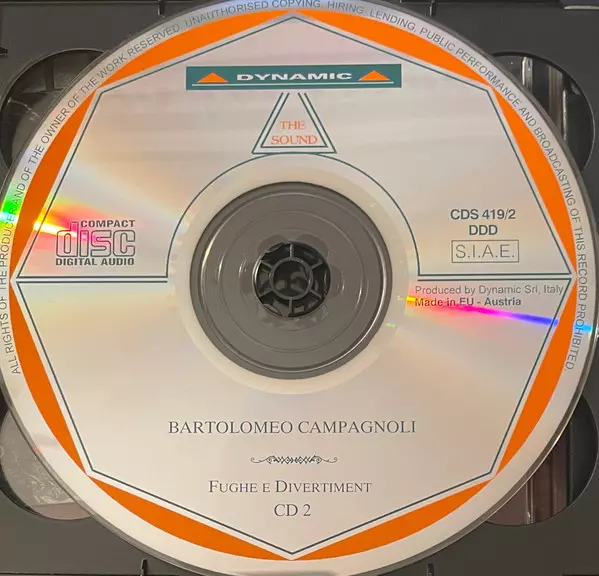 ALL RIGHTS OF THE PRODUCER AND OF THE OWNER OF THE WORK RESERVED. UNAUTHORISED COPYING, HIRING, LENDING, PUBLIC PERFORMANCE AND BROADCASTING OF THIS RECORD PROHIBITED.
DYNAMIC
THE
SOUND
COMPACT
disc
DIGITAL AUDIO
CDS 419/2
DDD
S.I.A.E.
Produced by Dynamic Srl, Italy
Made in EU - Austria
BARTOLOMEO CAMPAGNOLI
FUGHE E DIVERTIMENT
CD 2